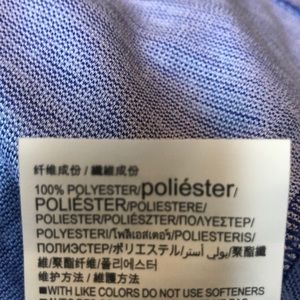 纤维成份 / 纖維成份
100% POLYESTER/poliéster/
POLIÉSTER/POLIESTERE/
POLIESTER/POLIÉSZTER/ΠΟΛΥΕΣΤΕΡ/
POLIESTERI/โพลีเอสเตอร์/POLIESTERIS/
ПОЛИЭСТЕР/ポリエステル/بولي أستر/聚酯纖
維/聚酯纤维/폴리에스터
维护方法 / 維護方法
■WITH LIKE COLORS DO NOT USE SOFTENERS